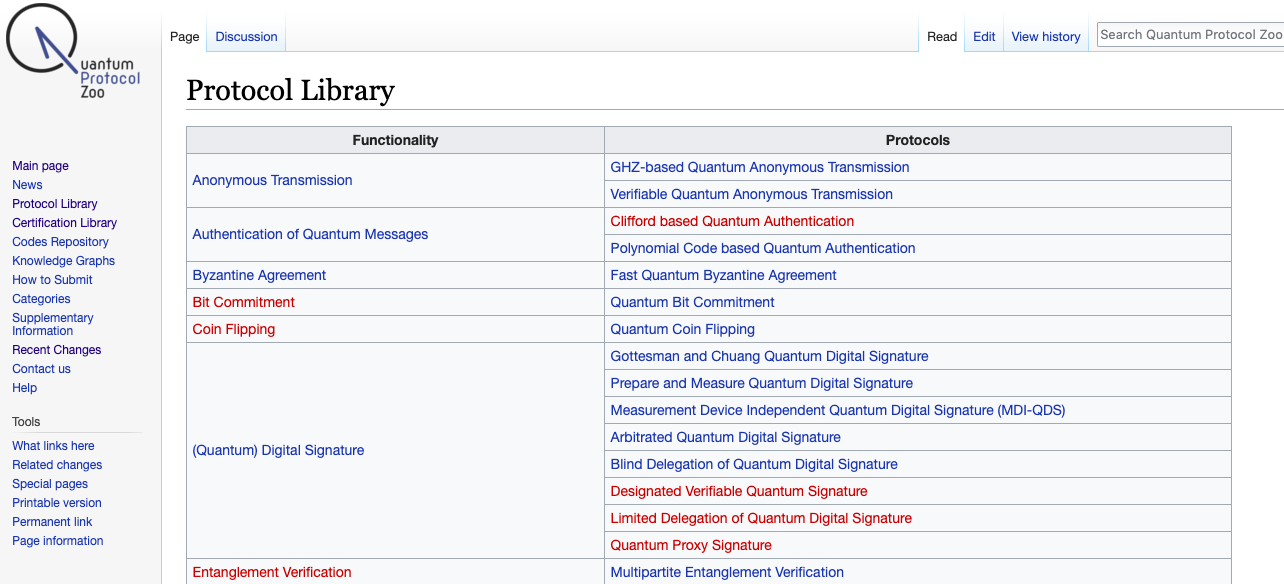 uantum
Protocol
Zoo
Page
Discussion
Read
Edit
View history
Search Quantum Protocol Zoo
Protocol Library
Main page
News
Protocol Library
Certification Library
Codes Repository
Knowledge Graphs
How to Submit
Categories
Supplementary
Information
Recent Changes
Contact us
Help
Tools
What links here
Related changes
Special pages
Printable version
Permanent link
Page information
Functionality
Protocols
Anonymous Transmission
GHZ-based Quantum Anonymous Transmission
Verifiable Quantum Anonymous Transmission
Authentication of Quantum Messages
Clifford based Quantum Authentication
Polynomial Code based Quantum Authentication
Byzantine Agreement
Fast Quantum Byzantine Agreement
Bit Commitment
Quantum Bit Commitment
Coin Flipping
Quantum Coin Flipping
(Quantum) Digital Signature
Gottesman and Chuang Quantum Digital Signature
Prepare and Measure Quantum Digital Signature
Measurement Device Independent Quantum Digital Signature (MDI-QDS)
Arbitrated Quantum Digital Signature
Blind Delegation of Quantum Digital Signature
Designated Verifiable Quantum Signature
Limited Delegation of Quantum Digital Signature
Quantum Proxy Signature
Entanglement Verification
Multipartite Entanglement Verification